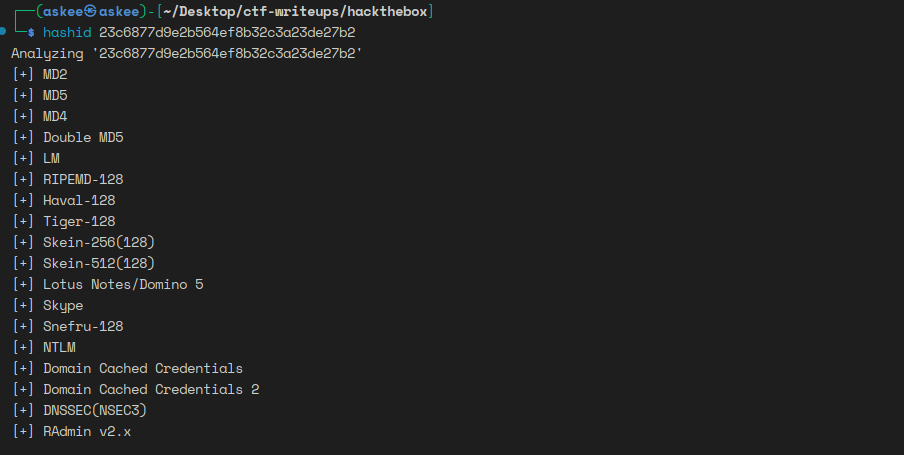 ┌──(askee㉿askee)-[~/Desktop/ctf-writeups/hackthebox]
└─$ hashid 23c6877d9e2b564ef8b32c3a23de27b2
Analyzing '23c6877d9e2b564ef8b32c3a23de27b2'
[+] MD2
[+] MD5
[+] MD4
[+] Double MD5
[+] LM
[+] RIPEMD-128
[+] Haval-128
[+] Tiger-128
[+] Skein-256(128)
[+] Skein-512(128)
[+] Lotus Notes/Domino 5
[+] Skype
[+] Snefru-128
[+] NTLM
[+] Domain Cached Credentials
[+] Domain Cached Credentials 2
[+] DNSSEC(NSEC3)
[+] RAdmin v2.x